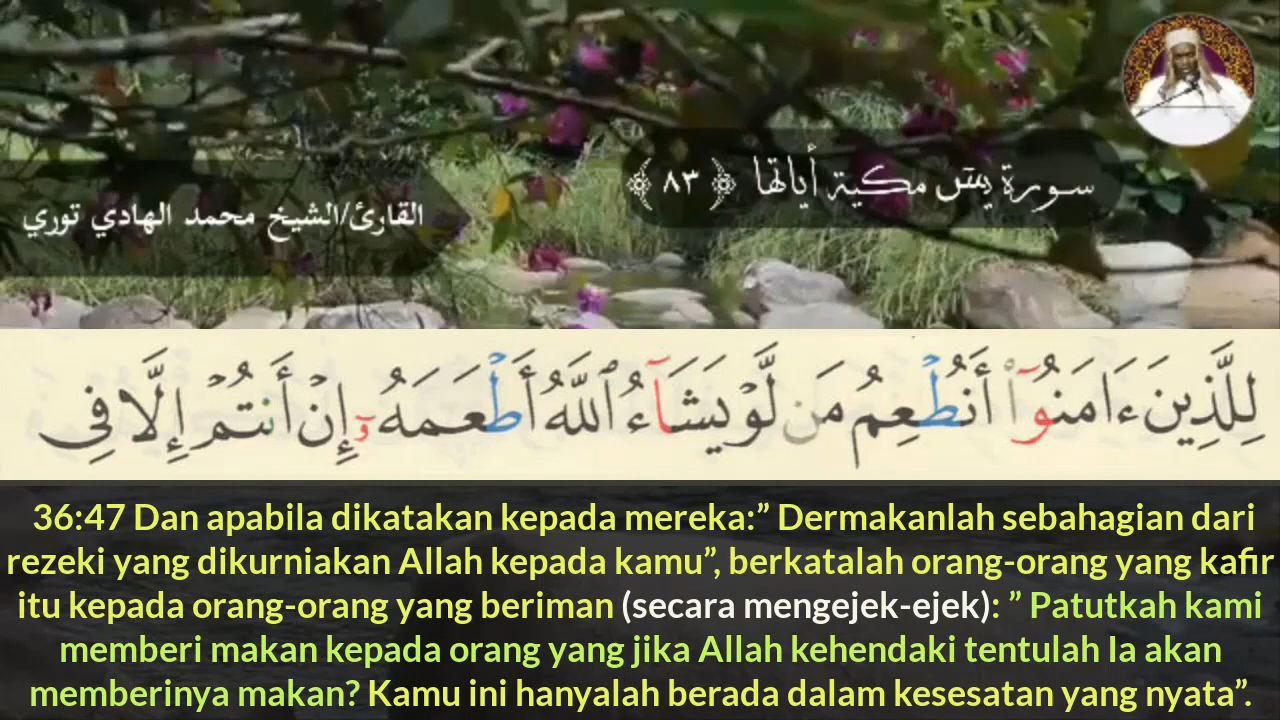 سورة يس مكية أياتها ﴿ ٨٣ ﴾
القارئ/الشيخ محمد الهادي توري
لِلَّذِينَ ءَامَنُوٓا۟ أَنُطْعِمُ مَن لَّوْ يَشَآءُ ٱللَّهُ أَطْعَمَهُۥٓ إِنْ أَنتُمْ إِلَّا فِى
36:47 Dan apabila dikatakan kepada mereka:” Dermakanlah sebahagian dari
rezeki yang dikurniakan Allah kepada kamu”, berkatalah orang-orang yang kafir
itu kepada orang-orang yang beriman (secara mengejek-ejek): ” Patutkah kami
memberi makan kepada orang yang jika Allah kehendaki tentulah Ia akan
memberinya makan? Kamu ini hanyalah berada dalam kesesatan yang nyata”.